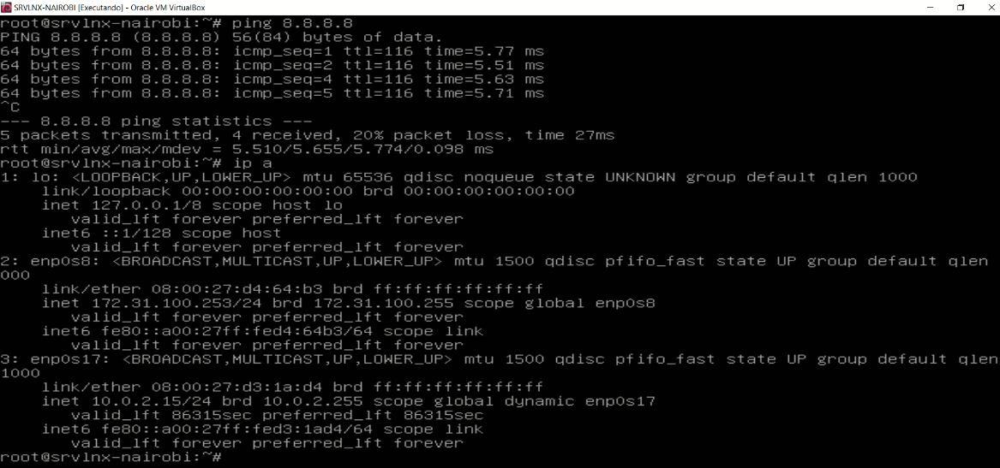 SRVLNX-NAIROBI [Executando] - Oracle VM VirtualBox
root@srvlnx-nairobi:~# ping 8.8.8.8
PING 8.8.8.8 (8.8.8.8) 56(84) bytes of data.
64 bytes from 8.8.8.8: icmp_seq=1 ttl=116 time=5.77 ms
64 bytes from 8.8.8.8: icmp_seq=2 ttl=116 time=5.51 ms
64 bytes from 8.8.8.8: icmp_seq=4 ttl=116 time=5.63 ms
64 bytes from 8.8.8.8: icmp_seq=5 ttl=116 time=5.71 ms
^C
--- 8.8.8.8 ping statistics ---
5 packets transmitted, 4 received, 20% packet loss, time 27ms
rtt min/avg/max/mdev = 5.510/5.655/5.774/0.098 ms
root@srvlnx-nairobi:~# ip a
1: lo: <LOOPBACK,UP,LOWER_UP> mtu 65536 qdisc noqueue state UNKNOWN group default qlen 1000
    link/loopback 00:00:00:00:00:00 brd 00:00:00:00:00:00
    inet 127.0.0.1/8 scope host lo
       valid_lft forever preferred_lft forever
    inet6 ::1/128 scope host
       valid_lft forever preferred_lft forever
2: enp0s8: <BROADCAST,MULTICAST,UP,LOWER_UP> mtu 1500 qdisc pfifo_fast state UP group default qlen
000
    link/ether 08:00:27:d4:64:b3 brd ff:ff:ff:ff:ff:ff
    inet 172.31.100.253/24 brd 172.31.100.255 scope global enp0s8
       valid_lft forever preferred_lft forever
    inet6 fe80::a00:27ff:fed4:64b3/64 scope link
       valid_lft forever preferred_lft forever
3: enp0s17: <BROADCAST,MULTICAST,UP,LOWER_UP> mtu 1500 qdisc pfifo_fast state UP group default qlen
1000
    link/ether 08:00:27:d3:1a:d4 brd ff:ff:ff:ff:ff:ff
    inet 10.0.2.15/24 brd 10.0.2.255 scope global dynamic enp0s17
       valid_lft 86315sec preferred_lft 86315sec
    inet6 fe80::a00:27ff:fed3:1ad4/64 scope link
       valid_lft forever preferred_lft forever
root@srvlnx-nairobi:~#